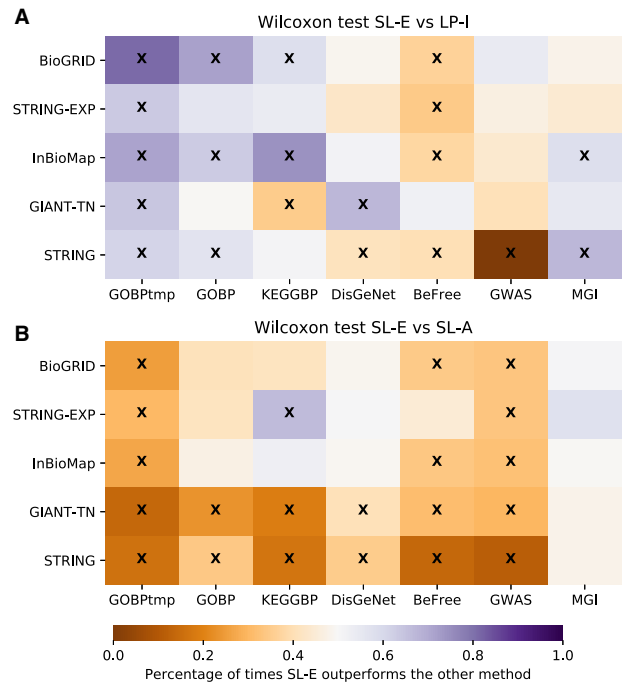 A
Wilcoxon test SL-E vs LP-I
BioGRID X X X X
STRING-EXP X X
InBioMap X X X X X
GIANT-TN X X X
STRING X X X X X X
GOBPtmp GOBP KEGGBP DisGeNet BeFree GWAS MGI
B
Wilcoxon test SL-E vs SL-A
BioGRID X X X
STRING-EXP X X X
InBioMap X X X
GIANT-TN X X X X X X
STRING X X X X X X
GOBPtmp GOBP KEGGBP DisGeNet BeFree GWAS MGI
0.0 0.2 0.4 0.6 0.8 1.0
Percentage of times SL-E outperforms the other method